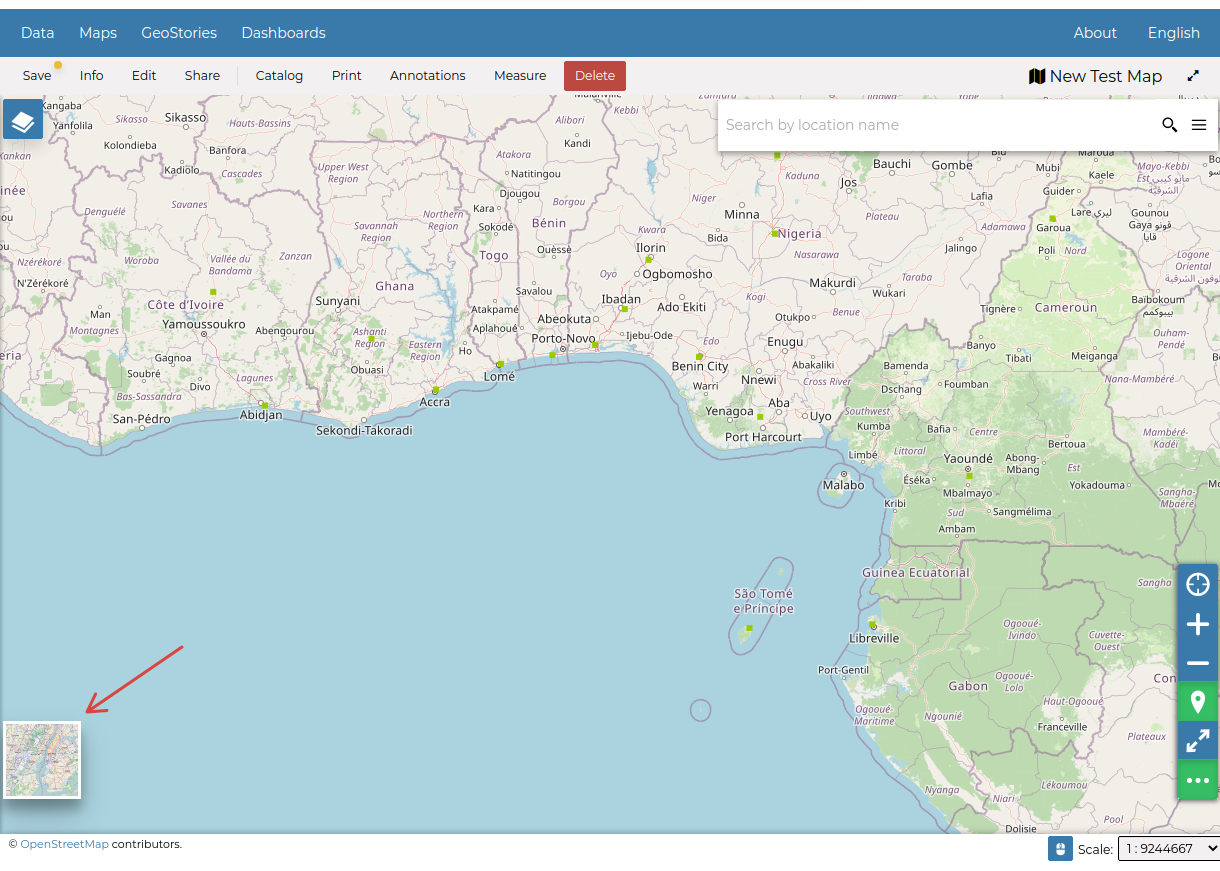 Data Maps GeoStories Dashboards About English
Save Info Edit Share Catalog Print Annotations Measure Delete New Test Map
Search by location name
Kangaba
Yanfolila
Sikasso
Sikasso
Kolondieba
Hauts-Bassins
Banfora
Kadiolo
Cascades
Kebbi
Alibori
Kandi
Atakora
Natitingou
Djougou
Borgou
Upper West
Region
Northern
Region
Savannah
Region
Kara
Sokodé
Bénin
Ouèssè
Togo
Savalou
Kankan
Denguélé
Savanes
Woroba
Vallée du
Bandama
Zanzan
Nzérékoré
N'Zérékoré
Man
Montagnes
Côte d'Ivoire
Yamoussoukro
Abengourou
Gagnoa
Soubré
Divo
Lagunes
Bas-Sassandra
San-Pédro
Abidjan
Sunyani
Ghana
Ashanti
Region
Obuasi
Eastern
Region
Ho
Accra
Sekondi-Takoradi
Atakpamé
Aplahoué
Lomé
Abeokuta
Porto-Novo
Ibadan
Ijebu-Ode
Oyo
Ogbomosho
Ilorin
Kwara
Niger
Minna
Bida
Kaduna
Jos
Bauchi
Gombe
Biu
Plateau
Nigeria
Nasarawa
Makurdi
Lafia
Jalingo
Adamawa
Taraba
Wukari
Kogi
Ado Ekiti
Edo
Benin City
Warri
Otukpo
Benue
Enugu
Abakaliki
Nnewi
Cross River
Aba
Yenagoa
Uyo
Port Harcourt
Maroua
Mubi
Kaele
Mayo-Kebbi
Guider
Garoua
Poli
Nord
Gounou
Gaya
Logone
Oriental
Cameroun
Baïbokoum
بيبوكوم
Tignère
Banyo
Tibati
Meiganga
Ouham-
Pendé
Nana-Mambéré
Bamenda
Dschang
Foumban
Southwest
Kumba
Bafia
Centre
Bertoua
Mambéré-
Kadéï
Limbé
Littoral
Yaoundé
Abong-
Mbang
Est
Éséka
Mbalmayo
Yokadouma
Malabo
Kribi
Sud
Sangmélima
Ambam
Sangha-
Mbaéré
Guinea Ecuatorial
Sangha
São Tomé
e Príncipe
Libreville
Ogooué-
Ivindo
Cuvette-
Ouest
Port-Gentil
Gabon
Ogooué-
Lolo
Ogooué-
Maritime
Ngounié
Haut-Ogooué
Franceville
Plateaux
Nyanga
Niari
Lékoumou
Pool
Dolisie
© OpenStreetMap contributors.
Scale: 1 : 9244667